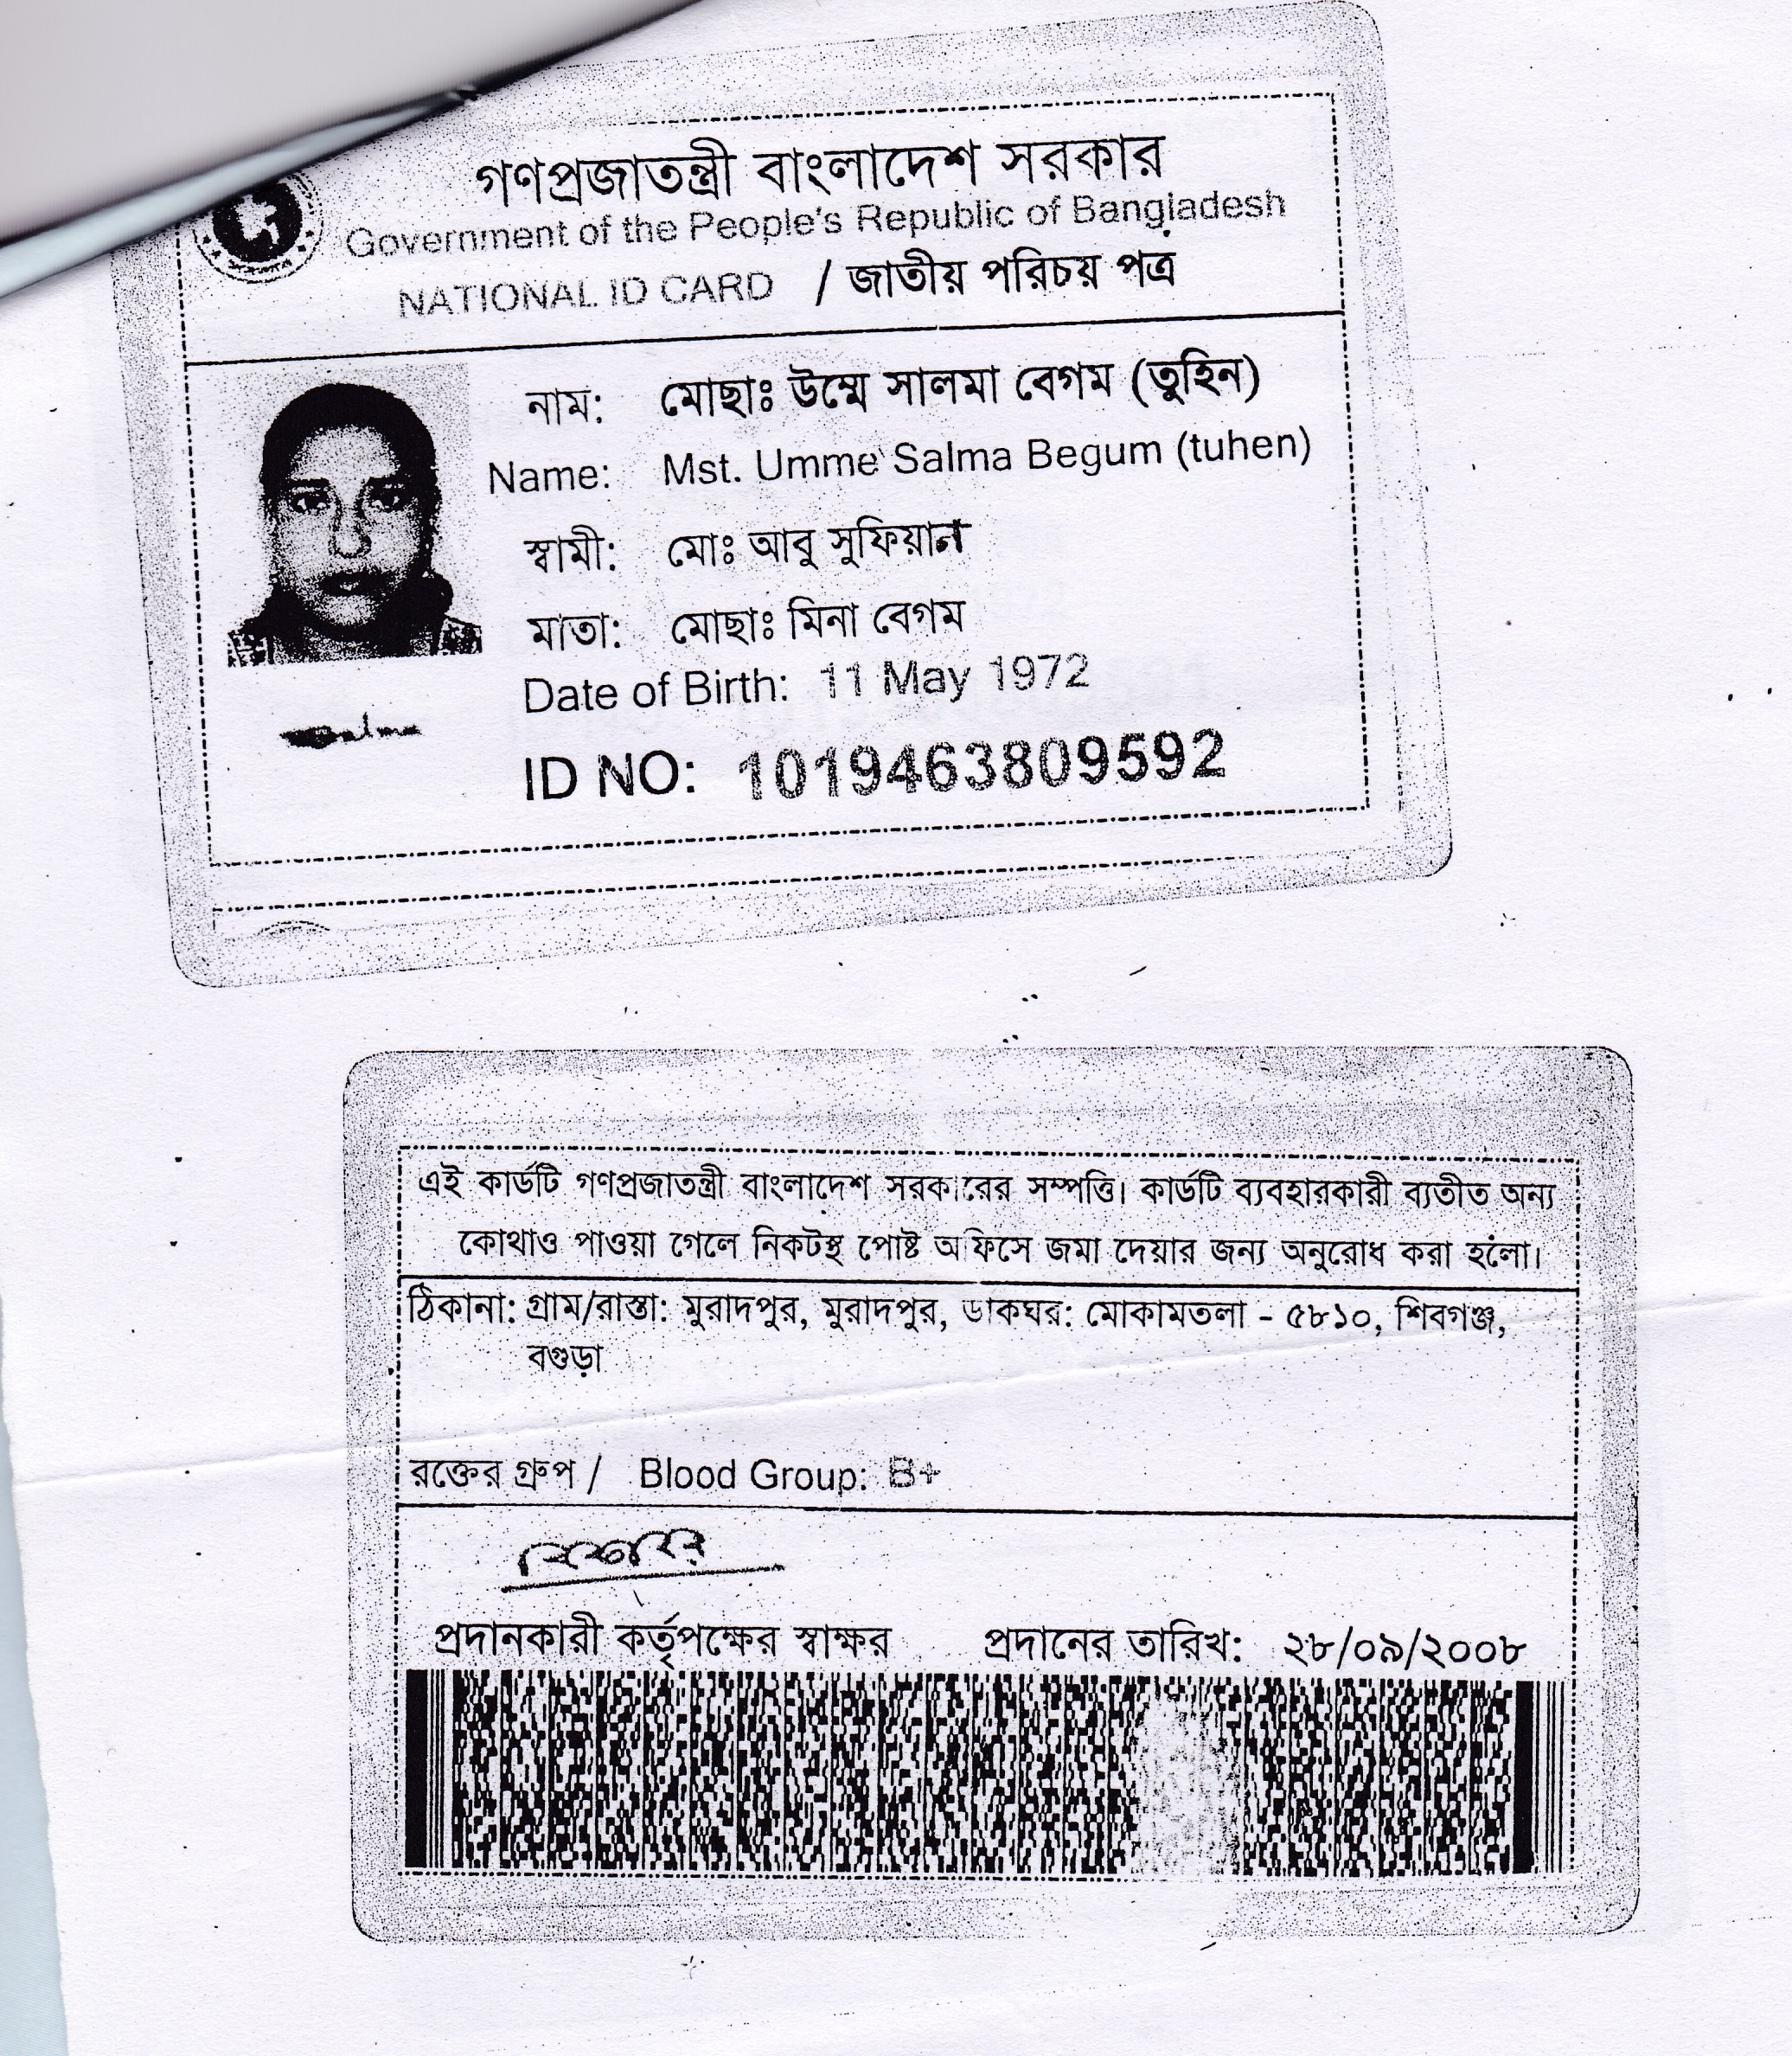 গণপ্রজাতন্ত্রী বাংলাদেশ সরকার
Government of the People's Republic of Bangladesh
NATIONAL ID CARD / জাতীয় পরিচয় পত্র
নাম: মোছাঃ উম্মে সালমা বেগম (তুহিন)
Name: Mst. Umme Salma Begum (tuhen)
স্বামী: মোঃ আবু সুফিয়ান
মাতা: মোছাঃ মিনা বেগম
Date of Birth: 11 May 1972
Salma
ID NO: 1019463809592
এই কার্ডটি গণপ্রজাতন্ত্রী বাংলাদেশ সরকারের সম্পত্তি। কার্ডটি ব্যবহারকারী ব্যতীত অন্য
কোথাও পাওয়া গেলে নিকটস্থ পোষ্ট অফিসে জমা দেয়ার জন্য অনুরোধ করা হলো।
ঠিকানা: গ্রাম/রাস্তা: মুরাদপুর, মুরাদপুর, ডাকঘর: মোকামতলা - ৫৮১০, শিবগঞ্জ,
বগুড়া
রক্তের গ্রুপ / Blood Group: B+
প্রদানকারী কর্তৃপক্ষের স্বাক্ষর প্রদানের তারিখ: ২৮/০৯/২০০৮